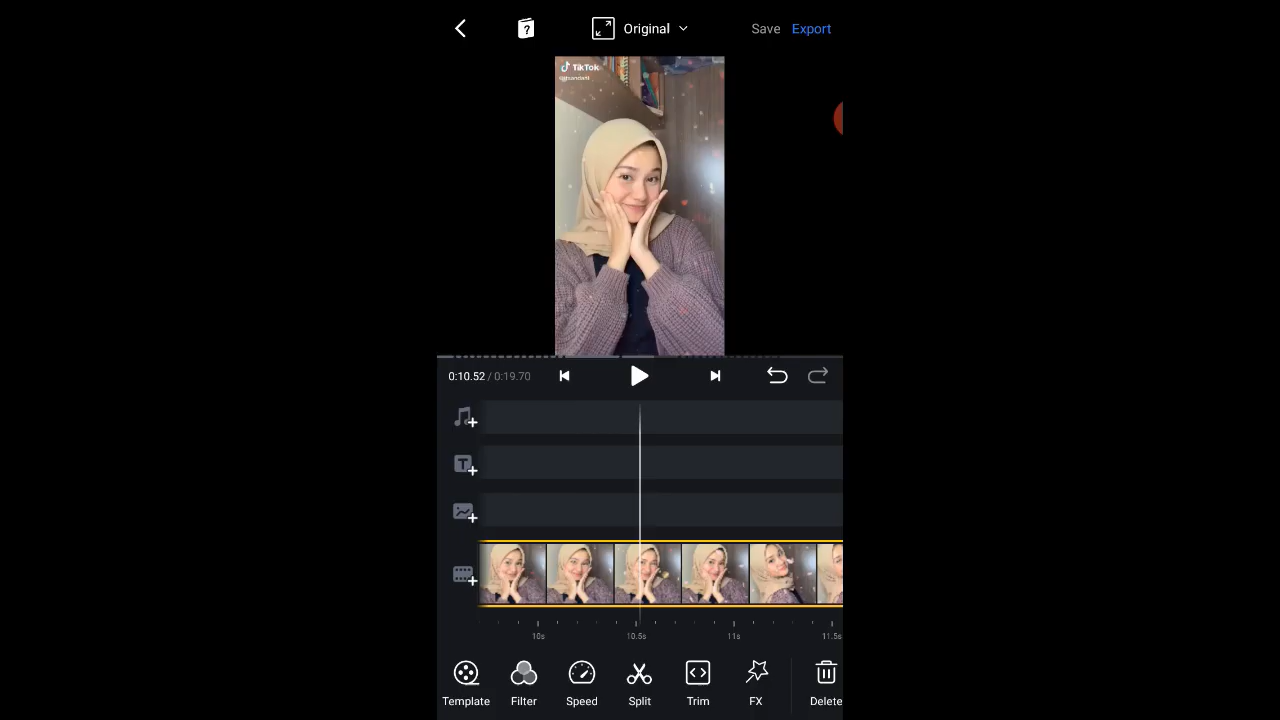 Original
Save
Export
TikTok
0:10.52 / 0:19.70
10s
10.5s
11s
11.5s
Template
Filter
Speed
Split
Trim
FX
Delete